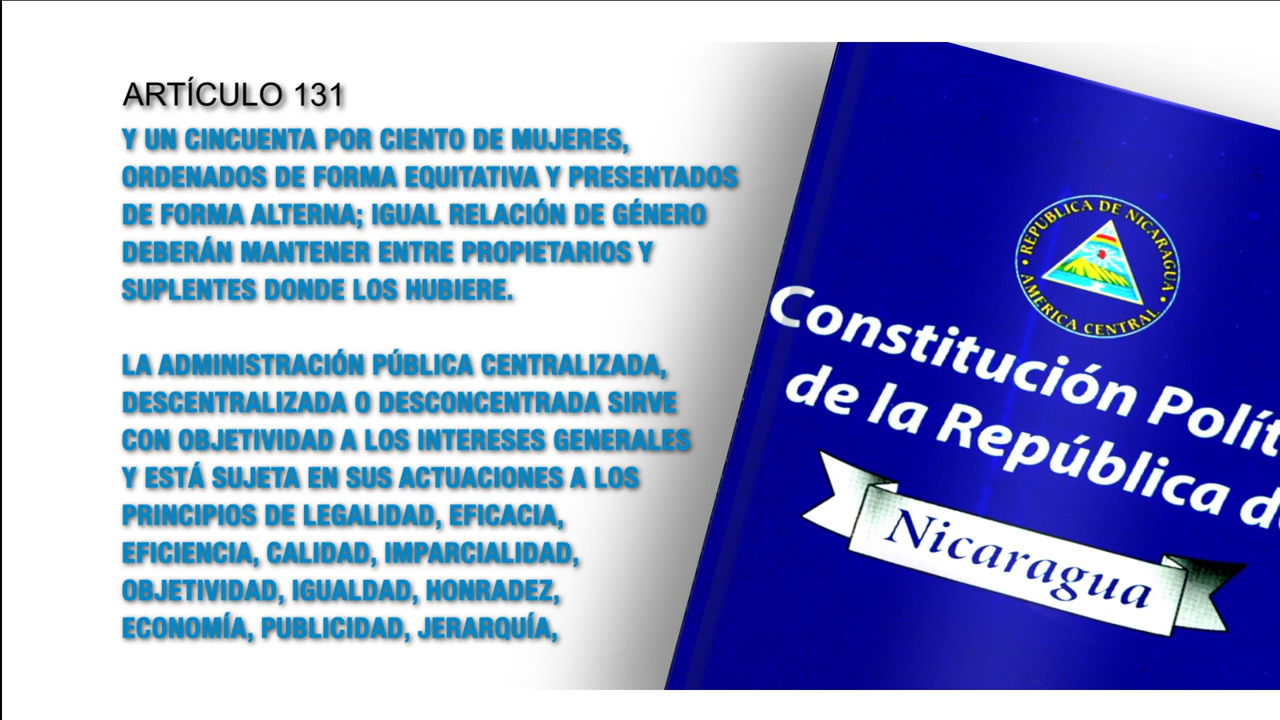 ARTÍCULO 131
Y UN CINCUENTA POR CIENTO DE MUJERES,
ORDENADOS DE FORMA EQUITATIVA Y PRESENTADOS
DE FORMA ALTERNA; IGUAL RELACIÓN DE GÉNERO
DEBERÁN MANTENER ENTRE PROPIETARIOS Y
SUPLENTES DONDE LOS HUBIERE.
LA ADMINISTRACIÓN PÚBLICA CENTRALIZADA,
DESCENTRALIZADA O DESCONCENTRADA SIRVE
CON OBJETIVIDAD A LOS INTERESES GENERALES
Y ESTÁ SUJETA EN SUS ACTUACIONES A LOS
PRINCIPIOS DE LEGALIDAD, EFICACIA,
EFICIENCIA, CALIDAD, IMPARCIALIDAD,
OBJETIVIDAD, IGUALDAD, HONRADEZ,
ECONOMÍA, PUBLICIDAD, JERARQUÍA,
REPÚBLICA DE NICARAGUA
AMERICA CENTRAL
Constitución Polít
de la República d
Nicaragua